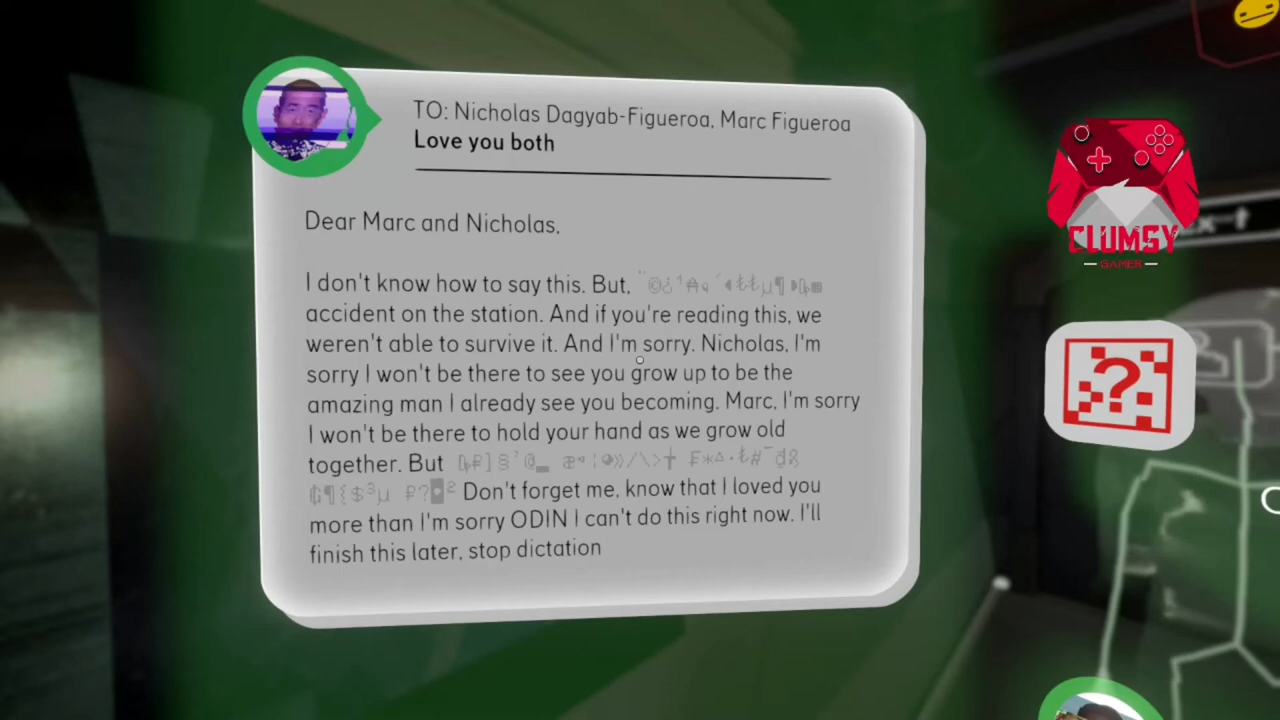 TO: Nicholas Dagyab-Figueroa, Marc Figueroa
Love you both
Dear Marc and Nicholas,
I don't know how to say this. But,
accident on the station. And if you're reading this, we
weren't able to survive it. And I'm sorry. Nicholas, I'm
sorry I won't be there to see you grow up to be the
amazing man I already see you becoming. Marc, I'm sorry
I won't be there to hold your hand as we grow old
together. But
Don't forget me, know that I loved you
more than I'm sorry ODIN I can't do this right now. I'll
finish this later, stop dictation
CLUMSY
GAMER
?